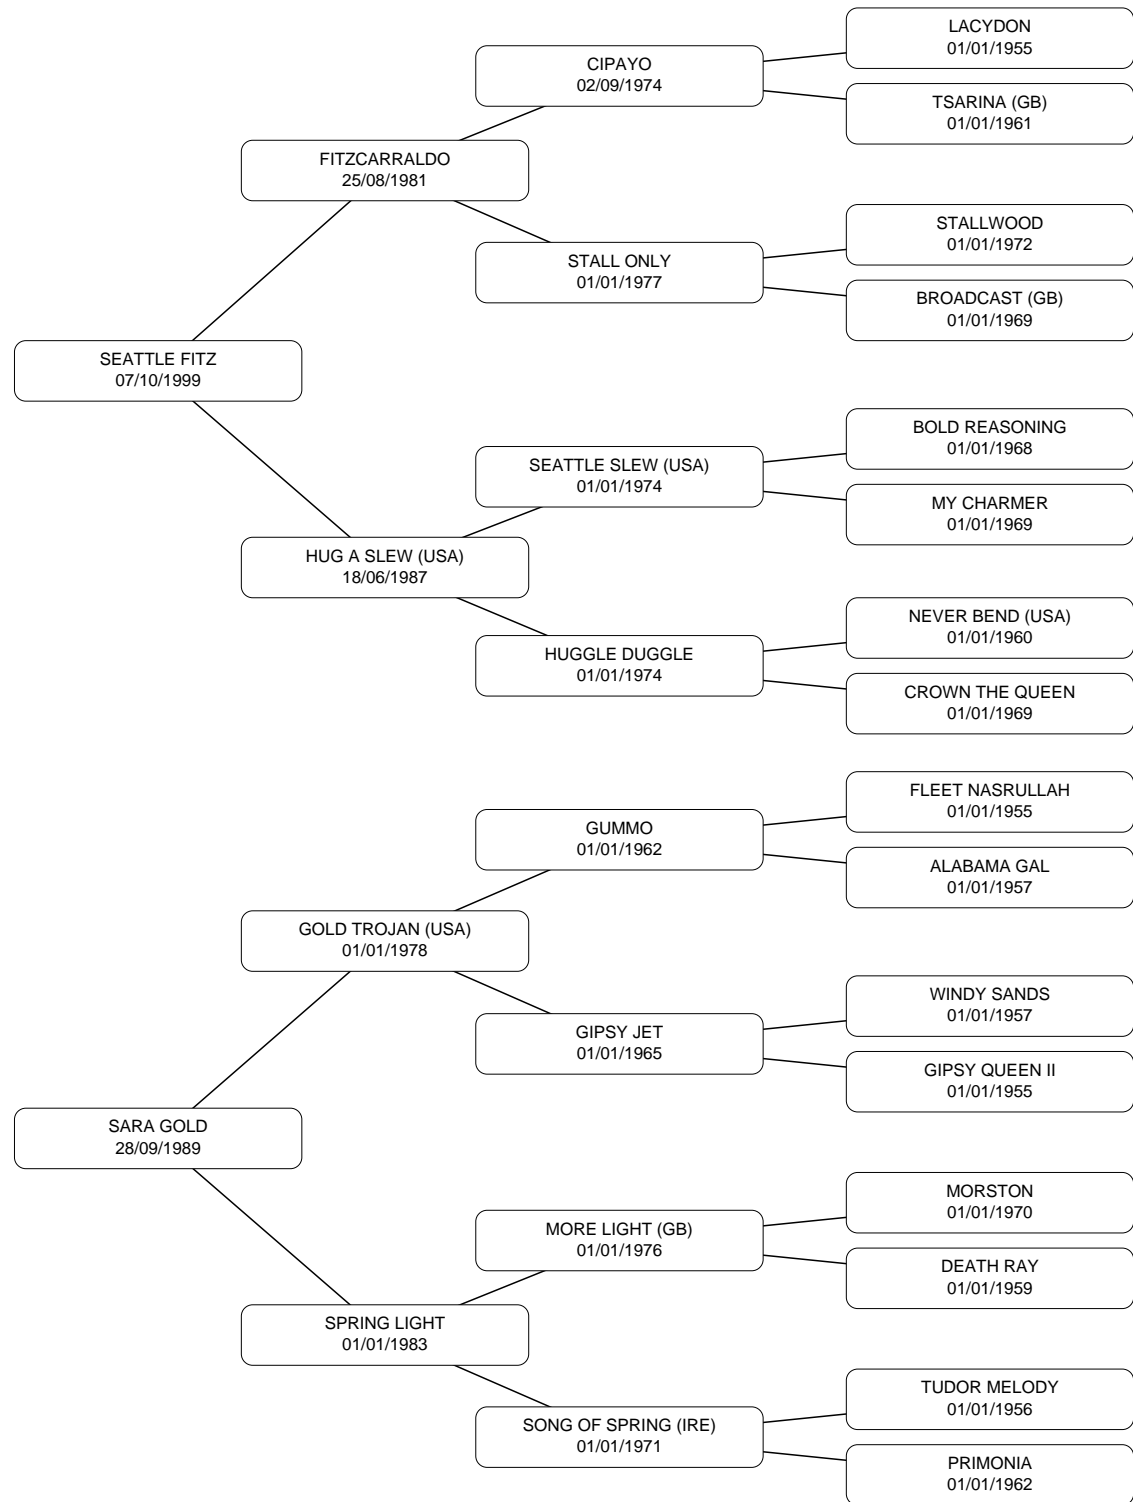 LACYDON
01/01/1955
CIPAYO
02/09/1974
TSARINA (GB)
01/01/1961
FITZCARRALDO
25/08/1981
STALLWOOD
01/01/1972
STALL ONLY
01/01/1977
BROADCAST (GB)
01/01/1969
SEATTLE FITZ
07/10/1999
BOLD REASONING
01/01/1968
SEATTLE SLEW (USA)
01/01/1974
MY CHARMER
01/01/1969
HUG A SLEW (USA)
18/06/1987
NEVER BEND (USA)
01/01/1960
HUGGLE DUGGLE
01/01/1974
CROWN THE QUEEN
01/01/1969
FLEET NASRULLAH
01/01/1955
GUMMO
01/01/1962
ALABAMA GAL
01/01/1957
GOLD TROJAN (USA)
01/01/1978
WINDY SANDS
01/01/1957
GIPSY JET
01/01/1965
GIPSY QUEEN II
01/01/1955
SARA GOLD
28/09/1989
MORSTON
01/01/1970
MORE LIGHT (GB)
01/01/1976
DEATH RAY
01/01/1959
SPRING LIGHT
01/01/1983
TUDOR MELODY
01/01/1956
SONG OF SPRING (IRE)
01/01/1971
PRIMONIA
01/01/1962